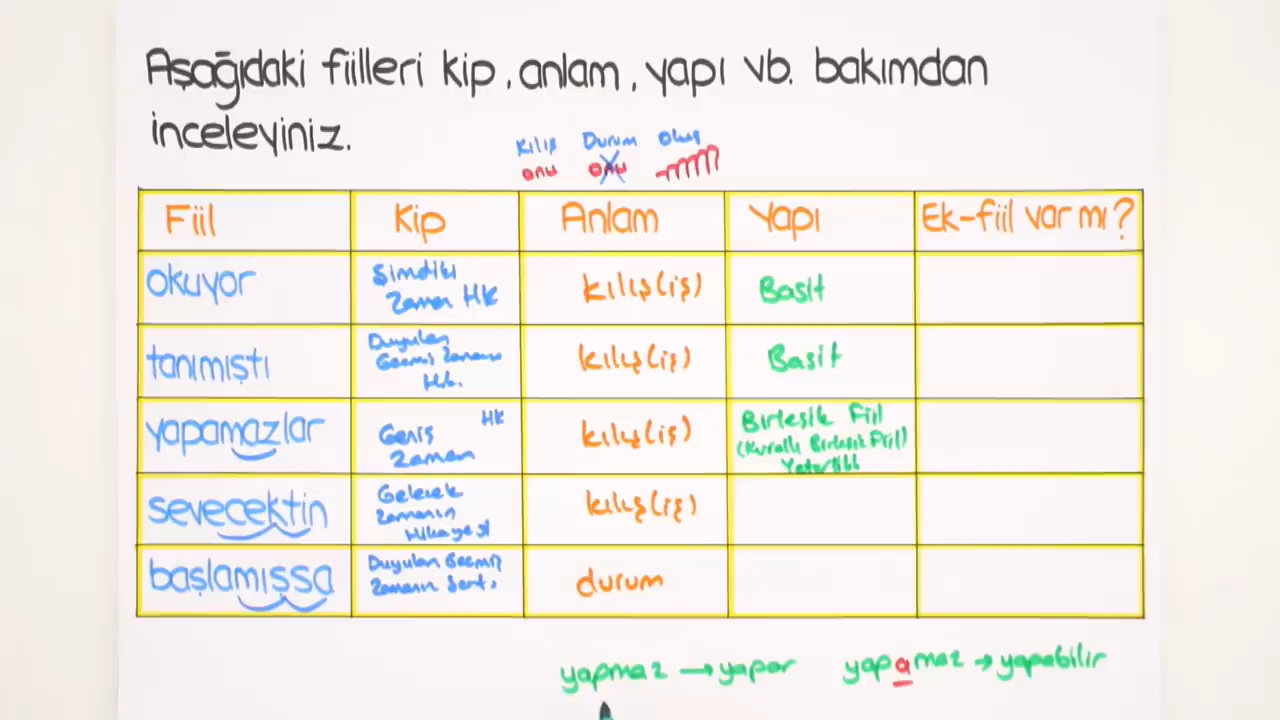 Aşağıdaki fiilleri kip, anlam, yapı vb. bakımdan
inceleyiniz.
Kılış Durum Oluş
onu onu
Fiil Kip Anlam Yapı Ek-fiil var mı?
okuyor
Şimdiki
Zaman HK
kılış(iş)
Basit
tanımıştı
Duyulan
Geçmiş Zamanın
Hk.
kılış(iş)
Basit
yapamazlar
HK
Geniş
Zaman
kılış(iş)
Birleşik Fiil
(Kurallı Birleşik Fiil)
sevecektin
Gelecek
Zamanın
Hikayesi
kılış(iş)
başlamışsa
Duyulan Geçmiş
Zamanın Şartı
durum
yapmaz → yapar yapamaz → yapabilir